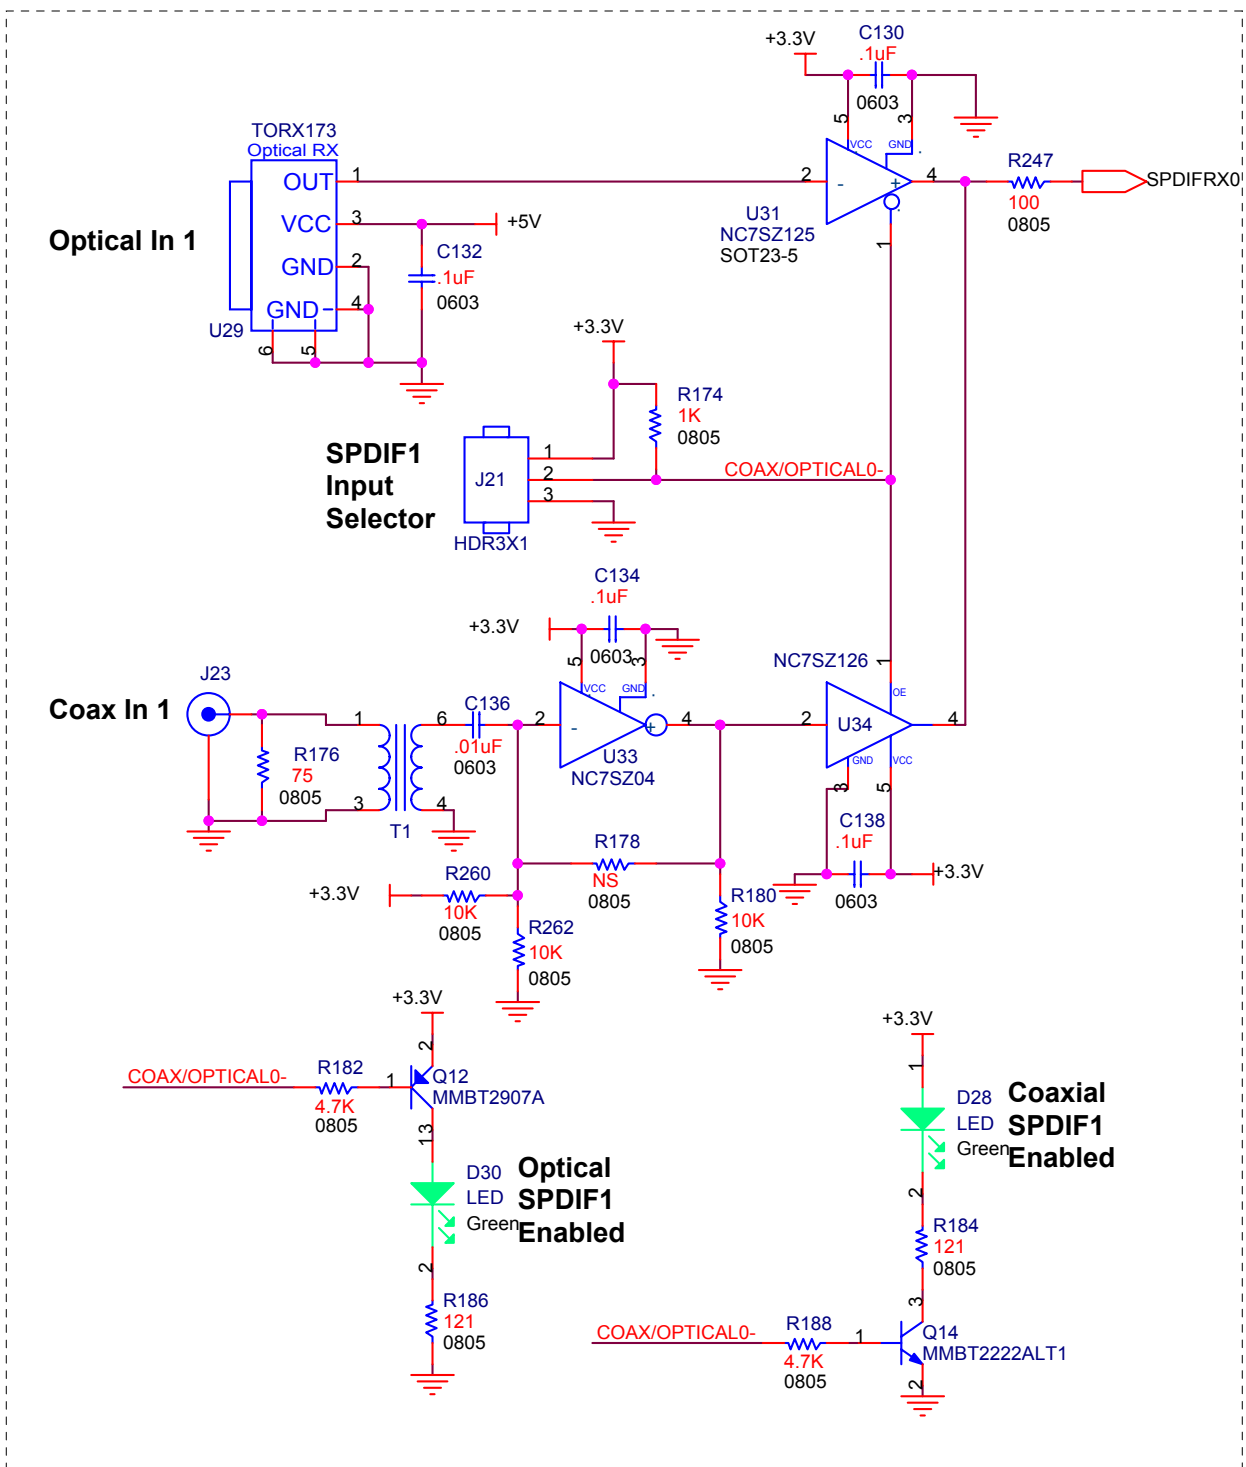 +3.3V
C130
.1uF
0603
5
3
VCC
GND
TORX173
Optical RX
OUT
1
VCC
3
GND
2
GND
4
6
5
U29
Optical In 1
+5V
C132
.1uF
0603
2
-
+
4
1
U31
NC7SZ125
SOT23-5
R247
100
0805
SPDIFRX0
+3.3V
R174
1K
0805
SPDIF1
Input
Selector
J21
1
2
3
HDR3X1
COAX/OPTICAL0-
C134
.1uF
+3.3V
0603
5
3
VCC
GND
NC7SZ126
1
OE
J23
Coax In 1
R176
75
0805
1
3
6
4
T1
C136
.01uF
0603
2
-
4
U33
NC7SZ04
2
U34
4
GND
VCC
3
5
C138
.1uF
0603
+3.3V
R178
NS
0805
+3.3V
R260
10K
0805
R262
10K
0805
R180
10K
0805
+3.3V
2
COAX/OPTICAL0-
R182
4.7K
0805
1
Q12
MMBT2907A
13
D30
LED
Green
2
Optical
SPDIF1
Enabled
R186
121
0805
+3.3V
1
D28
LED
Green
2
Coaxial
SPDIF1
Enabled
R184
121
0805
3
COAX/OPTICAL0-
R188
4.7K
0805
1
Q14
MMBT2222ALT1
2